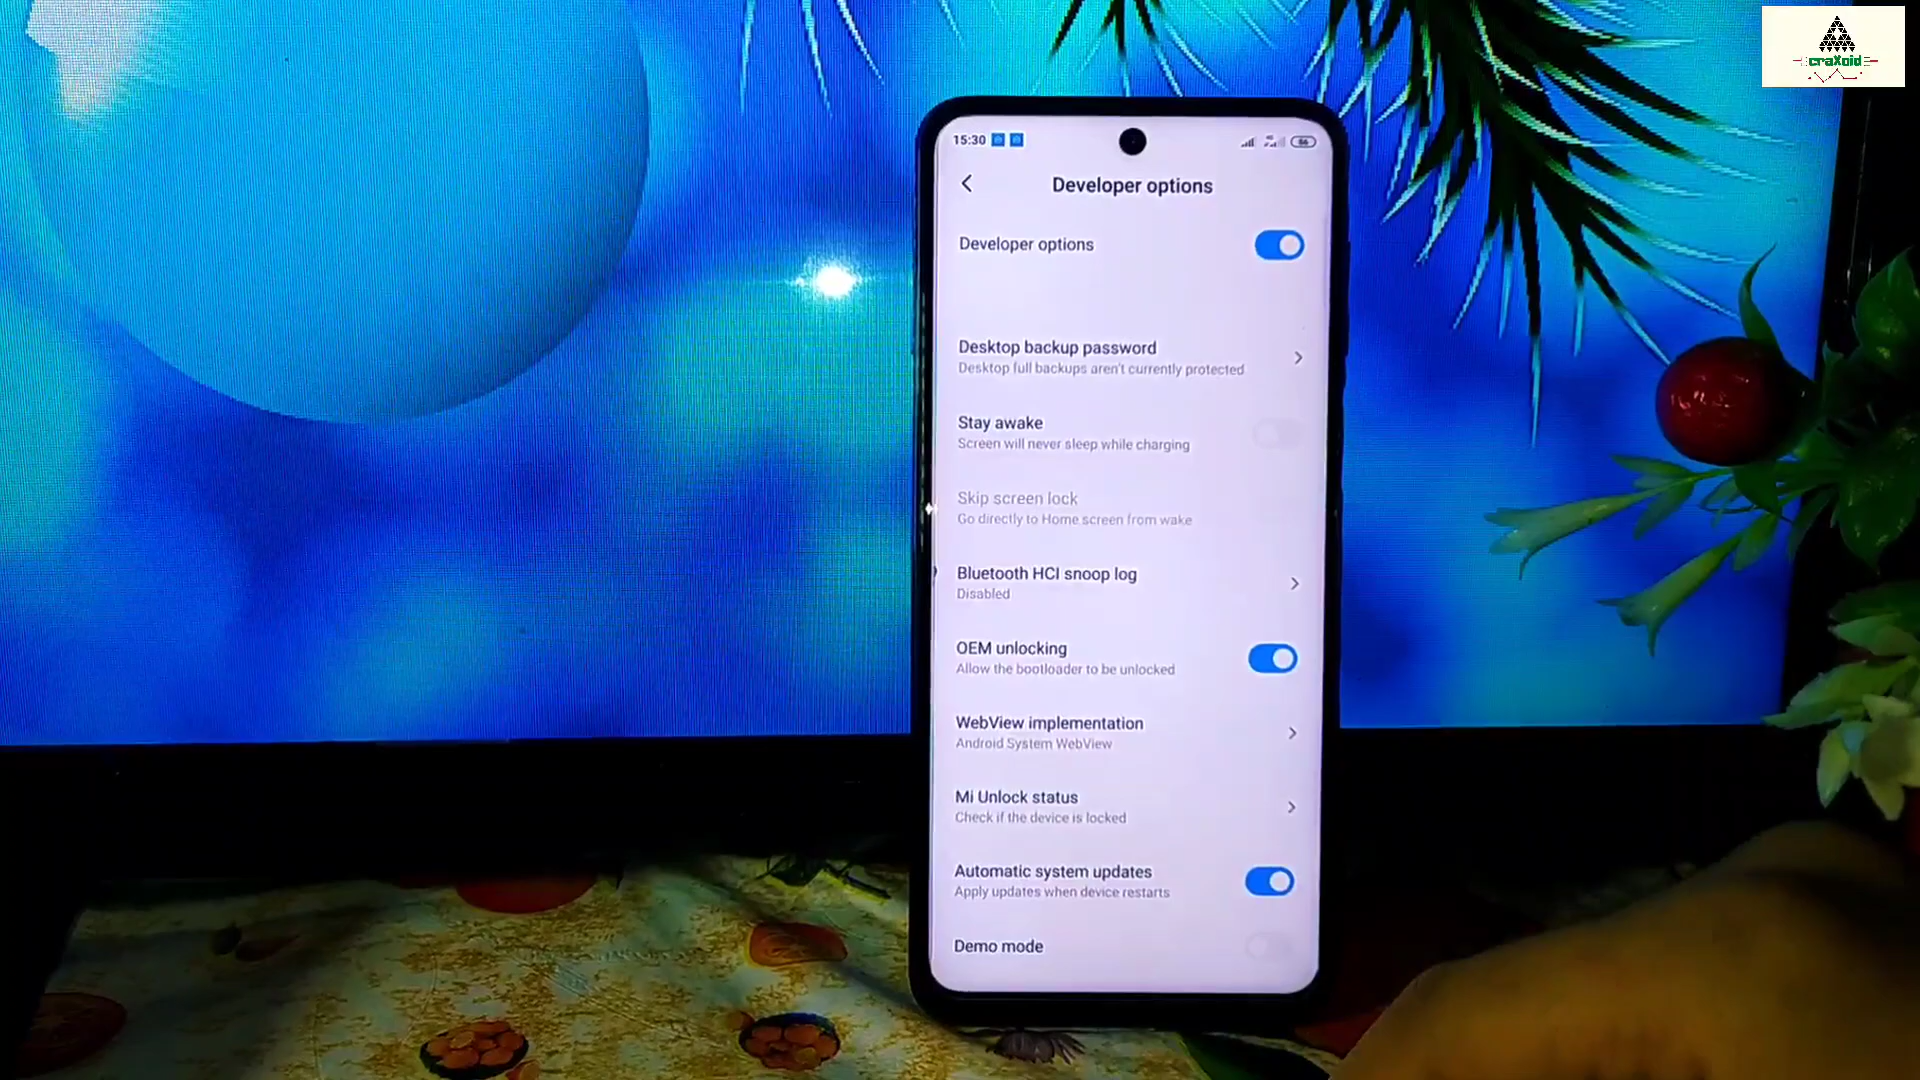 craXoid
15:30
86
Developer options
Developer options
Desktop backup password
Desktop full backups aren't currently protected
Stay awake
Screen will never sleep while charging
Skip screen lock
Go directly to Home screen from wake
Bluetooth HCI snoop log
Disabled
OEM unlocking
Allow the bootloader to be unlocked
WebView implementation
Android System WebView
Mi Unlock status
Check if the device is locked
Automatic system updates
Apply updates when device restarts
Demo mode